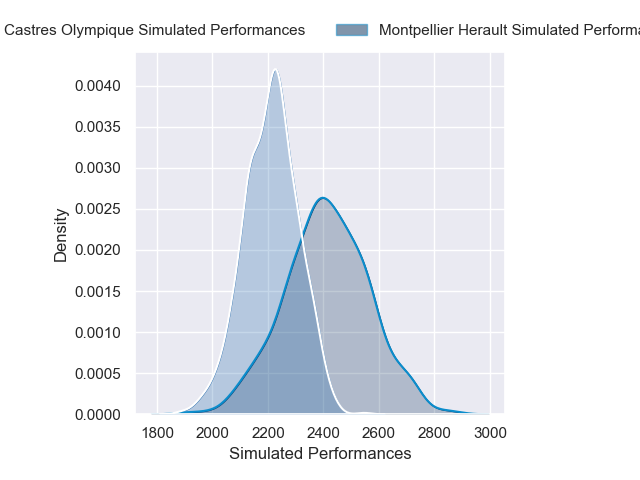 Castres Olympique Simulated Performances
Montpellier Herault Simulated Performa
0.0040
0.0035
0.0030
0.0025
0.0020
0.0015
0.0010
0.0005
0.0000
Density
1800 2000 2200 2400 2600 2800 3000
Simulated Performances